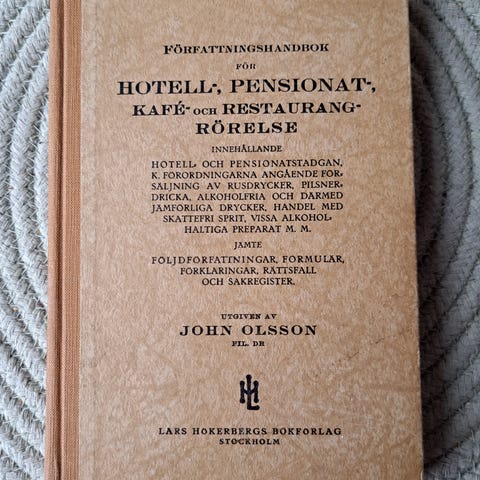 FÖRFATTNINGSHANDBOK
FÖR
HOTELL-, PENSIONAT-,
KAFÉ- OCH RESTAURANG-
RÖRELSE
INNEHÅLLANDE
HOTELL- OCH PENSIONATSTADGAN,
K. FÖRORDNINGARNA ANGÅENDE FÖR-
SÄLJNING AV RUSDRYCKER, PILSNER-
DRICKA, ALKOHOLFRIA OCH DÄRMED
JÄMFÖRLIGA DRYCKER, HANDEL MED
SKATTEFRI SPRIT, VISSA ALKOHOL-
HALTIGA PREPARAT M. M.
JÄMTE
FÖLJDFÖRFATTNINGAR, FORMULÄR,
FÖRKLARINGAR, RÄTTSFALL
OCH SAKREGISTER.
UTGIVEN AV
JOHN OLSSON
FIL. DR
LH
LARS HÖKERBERGS BOKFÖRLAG
STOCKHOLM